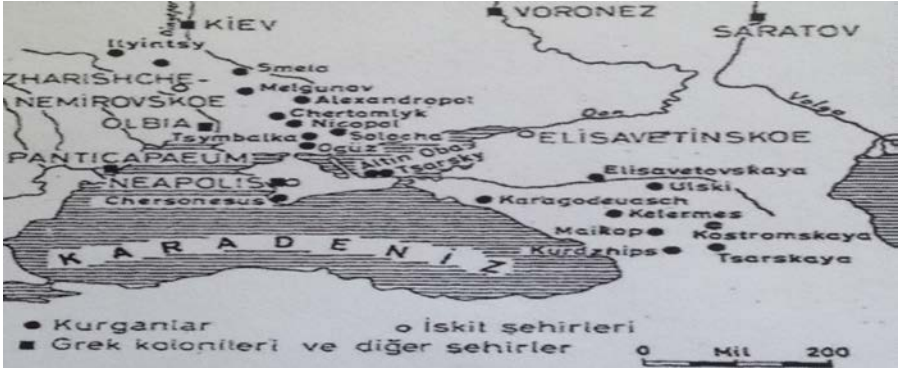 KIEV
VORONEZ
SARATOV
Ilyintsy
Smela
ZHARISHCHE-
NEMIROVSKOE
Melgunov
Alexandropol
Chertomlyk
Nicopol
OLBIA
Tsymbalka
Solocha
Oguz
Don
Volga
ELISAVETINSKOE
PANTICAPAEUM
Altin Oba
Tsarsky
NEAPOLIS
Chersonesus
Elisavetovskaya
Ulski
Karagodeuasch
Kelermes
Maikop
Kostromskaya
Kurdzhips
Tsarskaya
KARADENİZ
Kurganlar
İskit şehirleri
Grek kolonileri ve diğer şehirler
0 Mil 200